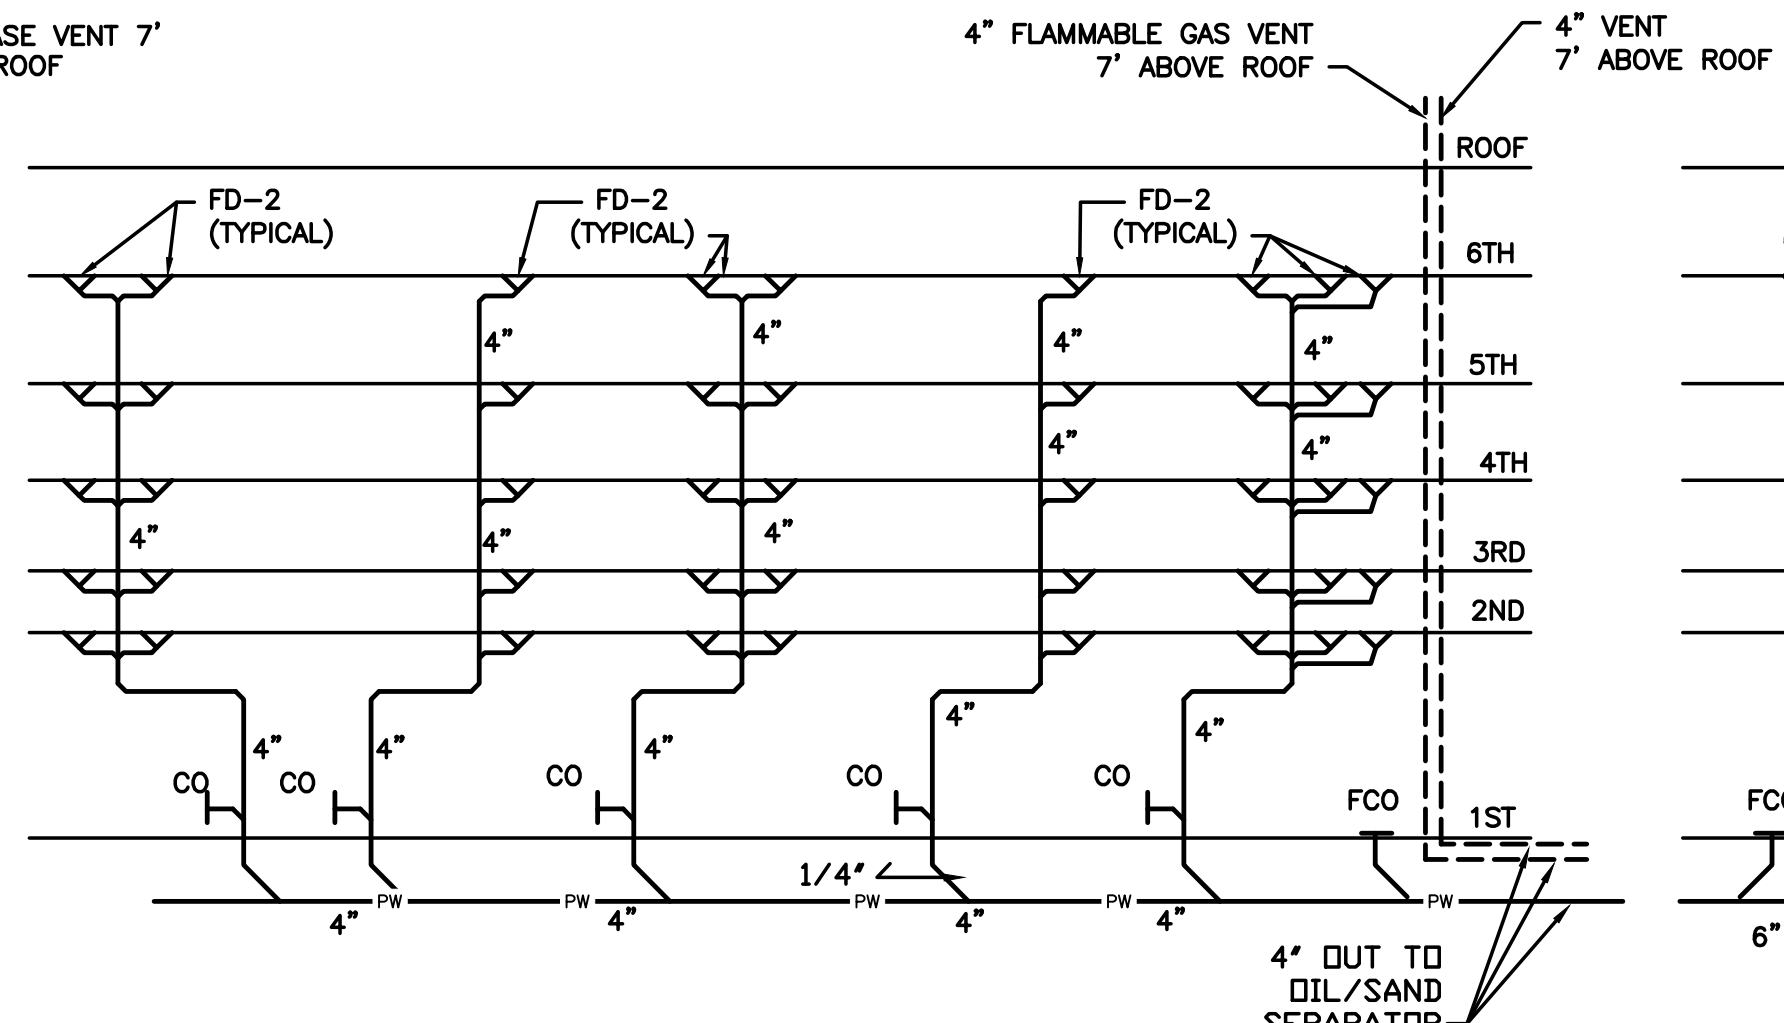 ASE VENT 7'
ROOF
4" FLAMMABLE GAS VENT
7' ABOVE ROOF
4" VENT
7' ABOVE ROOF
ROOF
FD-2
(TYPICAL)
FD-2
(TYPICAL)
FD-2
(TYPICAL)
6TH
4"
4"
4"
4"
5TH
4"
4"
4TH
4"
4"
4"
3RD
2ND
4"
4"
4"
4"
4"
CO
CO
CO
CO
CO
FCO
1ST
FCO
1/4"
PW
PW
PW
PW
PW
4"
4"
4"
4"
6"
4" OUT TO
OIL/SAND
SEPARATOR